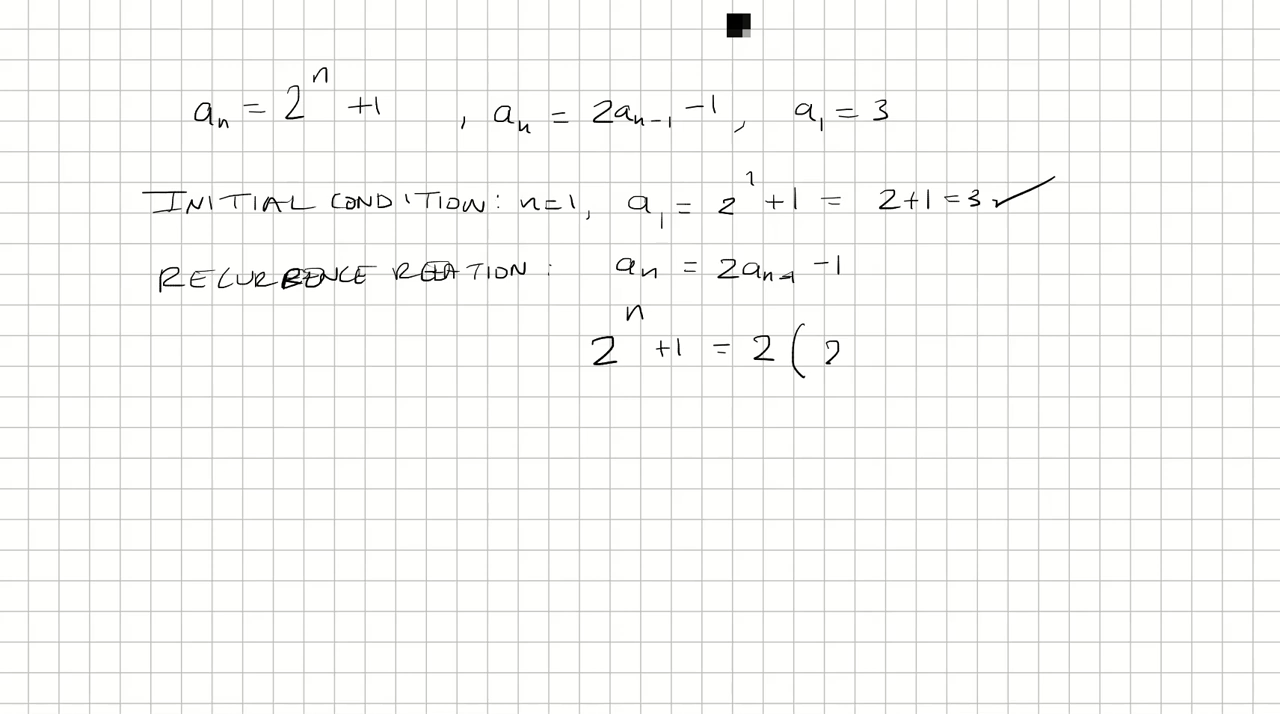 aₙ = 2ⁿ +1 , aₙ = 2aₙ₋₁ -1, a₁ = 3
INITIAL CONDITION: n=1, a₁ = 2¹ +1 = 2+1 =3 ✓
RECURRENCE RELATION: aₙ = 2aₙ₋₁ -1
2ⁿ +1 = 2 ( 2